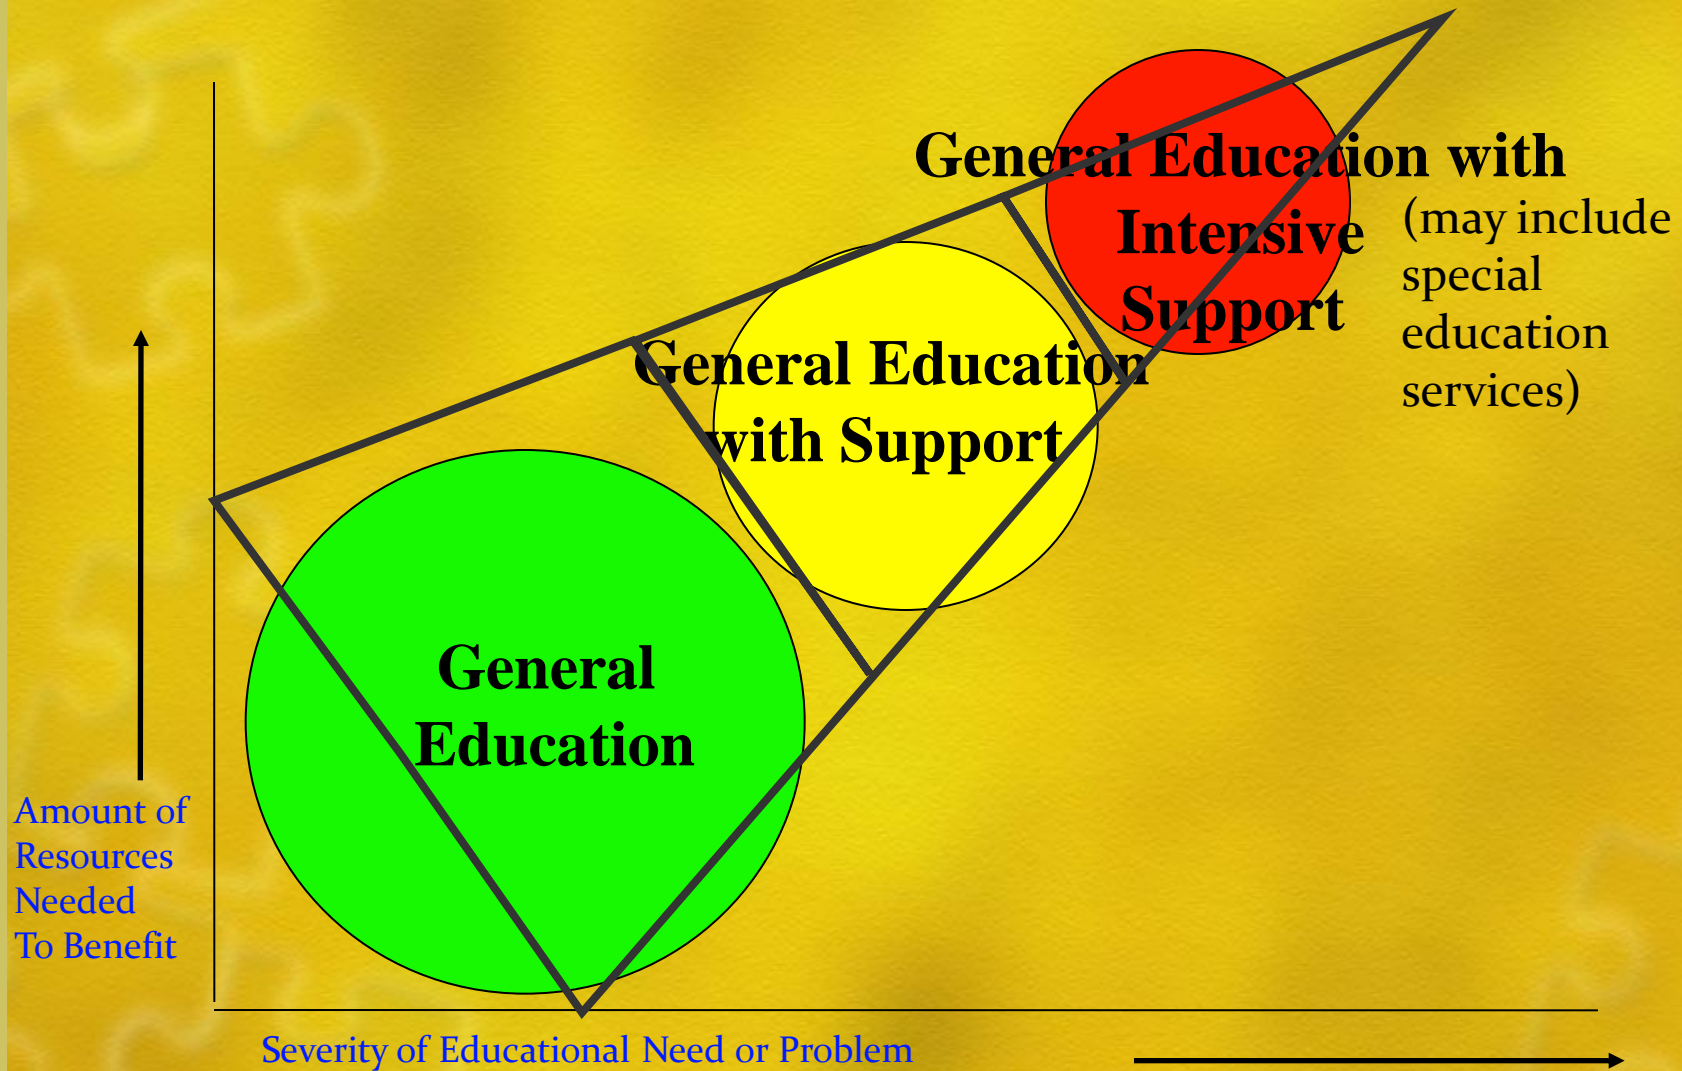 General Education with
Intensive
Support
(may include
special
education
services)
General Education
with Support
General
Education
Amount of
Resources
Needed
To Benefit
Severity of Educational Need or Problem